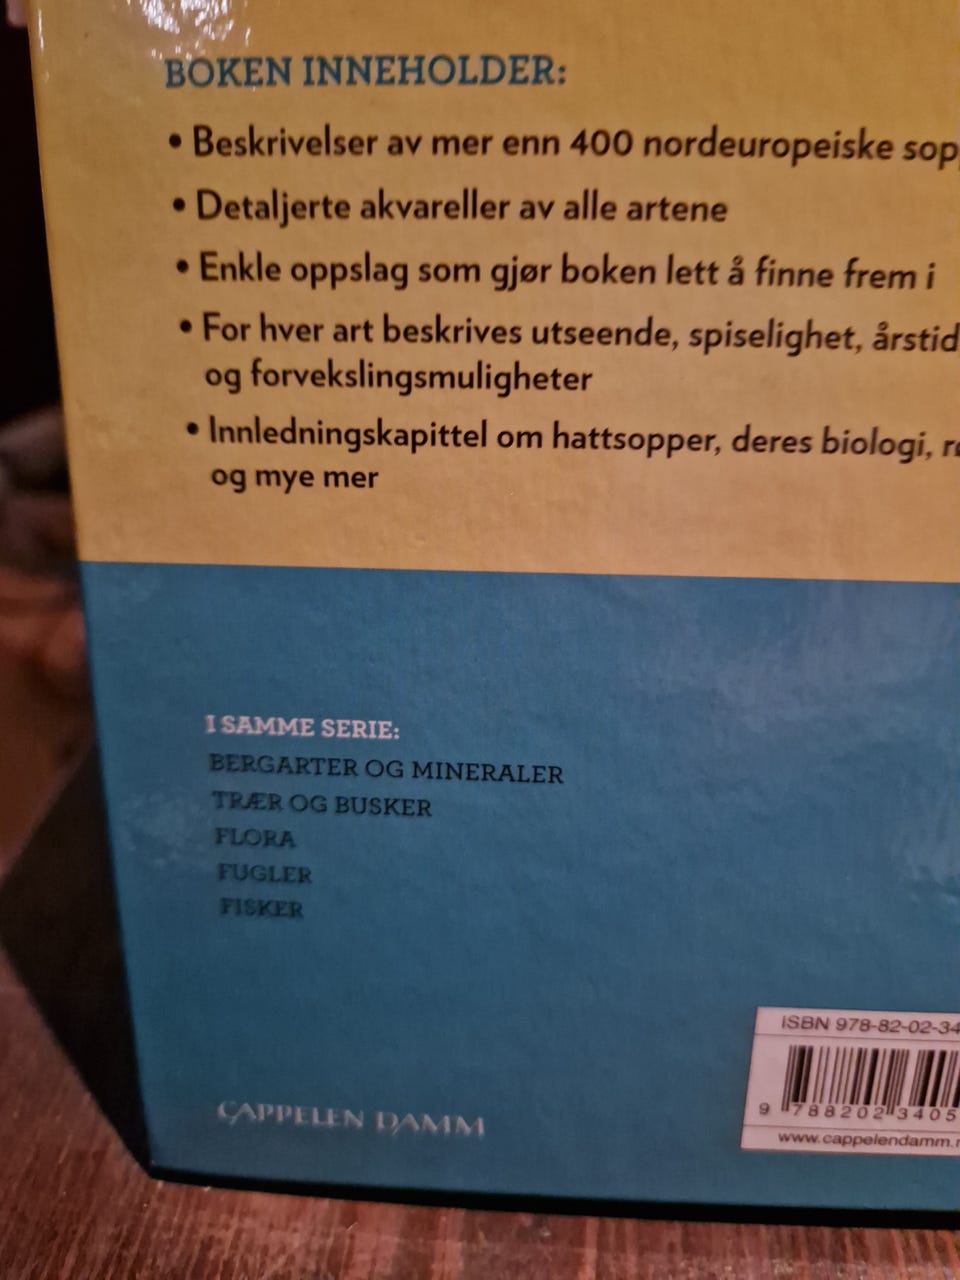 BOKEN INNEHOLDER:
• Beskrivelser av mer enn 400 nordeuropeiske
• Detaljerte akvareller av alle artene
• Enkle oppslag som gjør boken lett å finne frem i
• For hver art beskrives utseende, spiselighet, årstid
og forvekslingsmuligheter
• Innledningskapittel om hattsopper, deres biologi,
og mye mer
I SAMME SERIE:
BERGARTER OG MINERALER
TRÆR OG BUSKER
FLORA
FUGLER
FISKER
CAPPELEN DAMM
ISBN 978-82-02-34
9 788202 3405
www.cappelendamm.